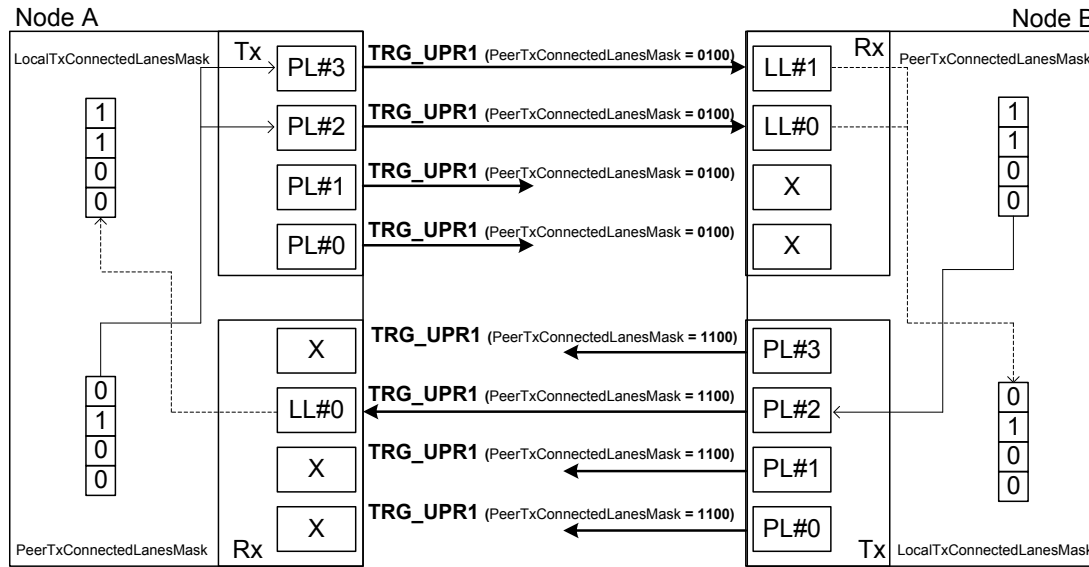 Node A
Node B
LocalTxConnectedLanesMask
Tx
PL#3
TRG_UPR1 (PeerTxConnectedLanesMask = 0100)
LL#1
Rx
PeerTxConnectedLanesMask
1
1
0
0
PL#2
TRG_UPR1 (PeerTxConnectedLanesMask = 0100)
LL#0
1
1
0
0
PL#1
TRG_UPR1 (PeerTxConnectedLanesMask = 0100)
X
PL#0
TRG_UPR1 (PeerTxConnectedLanesMask = 0100)
X
X
TRG_UPR1 (PeerTxConnectedLanesMask = 1100)
PL#3
0
1
0
0
LL#0
TRG_UPR1 (PeerTxConnectedLanesMask = 1100)
PL#2
0
1
0
0
X
TRG_UPR1 (PeerTxConnectedLanesMask = 1100)
PL#1
X
TRG_UPR1 (PeerTxConnectedLanesMask = 1100)
PL#0
PeerTxConnectedLanesMask
Rx
Tx
LocalTxConnectedLanesMask